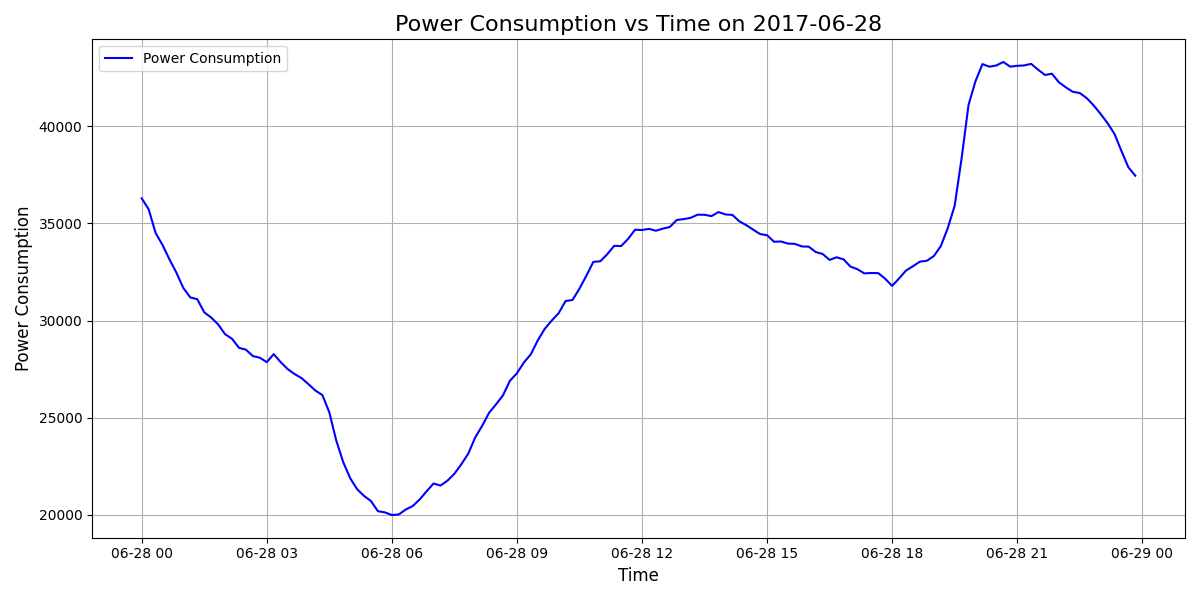 Power Consumption vs Time on 2017-06-28
Power Consumption
Power Consumption
40000
35000
30000
25000
20000
06-28 00 06-28 03 06-28 06 06-28 09 06-28 12 06-28 15 06-28 18 06-28 21 06-29 00
Time